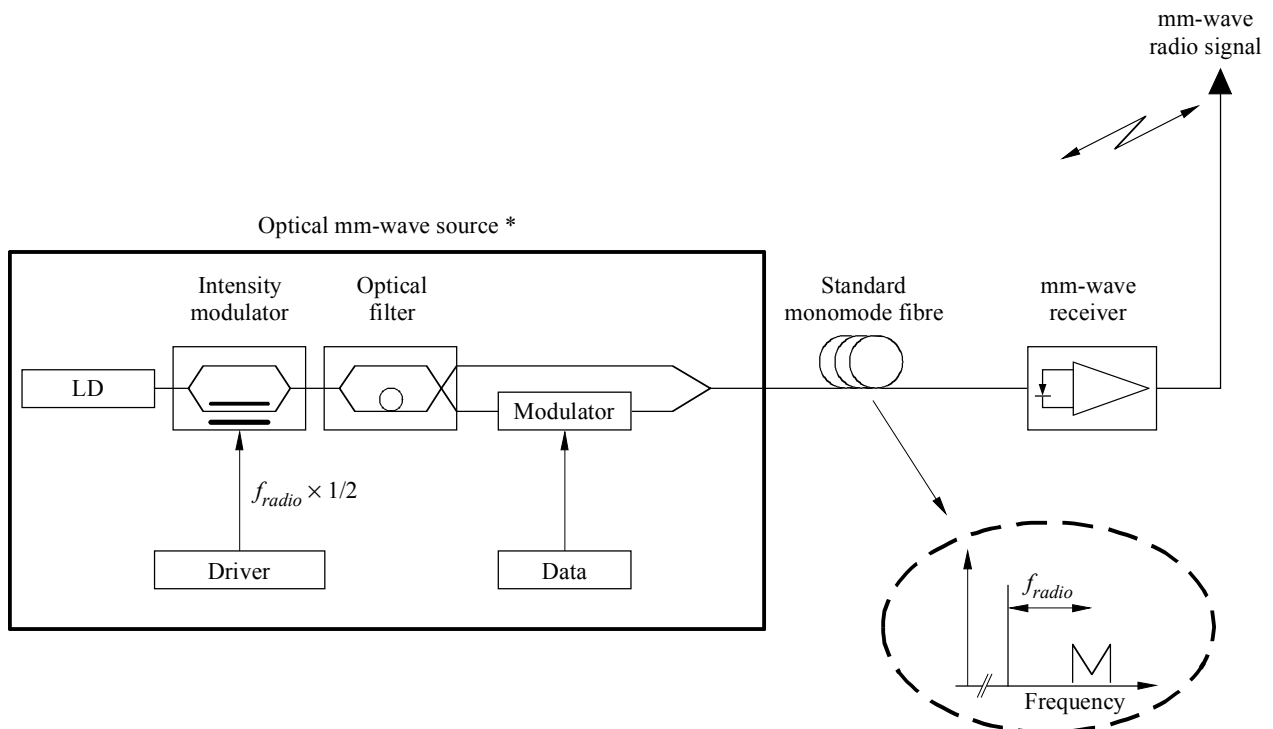 mm-wave
radio signal
Optical mm-wave source *
Intensity
modulator
Optical
filter
Standard
monomode fibre
mm-wave
receiver
LD
Modulator
f_radio × 1/2
Driver
Data
f_radio
Frequency